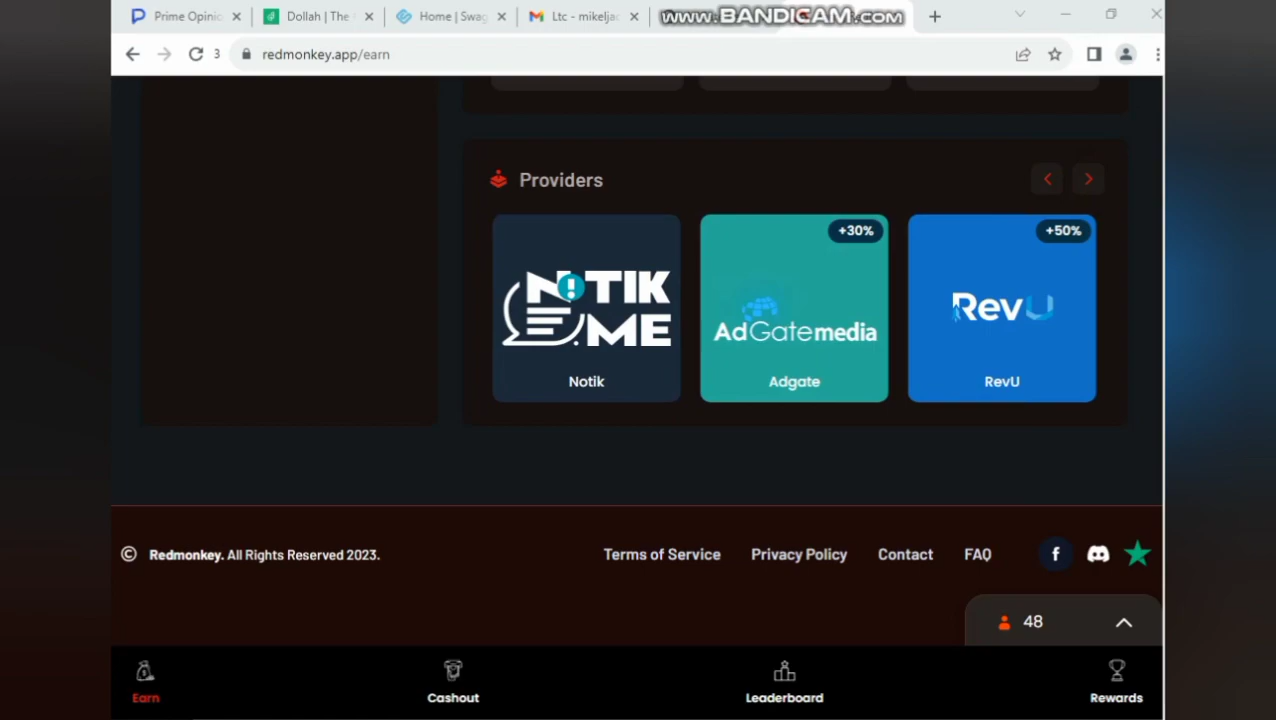 Prime Opinio
Dollah | The
Home | Swag
Ltc - mikeljac
www.BANDICAM.com
3
redmonkey.app/earn
Providers
+30%
+50%
NOTIK
ME
AdGatemedia
RevU
Notik
Adgate
RevU
© Redmonkey. All Rights Reserved 2023.
Terms of Service
Privacy Policy
Contact
FAQ
48
Earn
Cashout
Leaderboard
Rewards